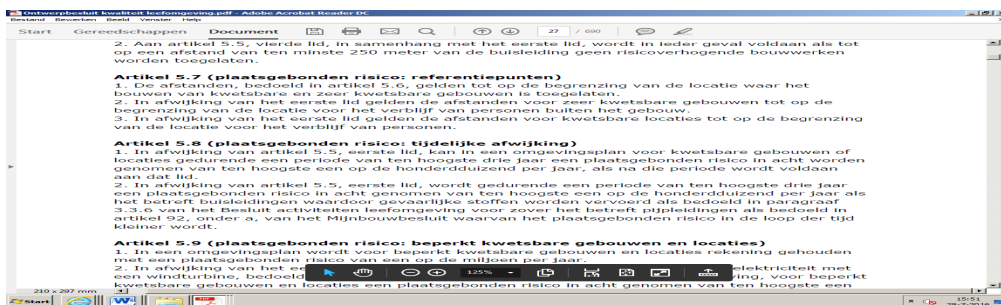 Ontwerpbesluit kwaliteit leefomgeving.pdf - Adobe Acrobat Reader DC
Bestand Bewerken Beeld Venster Help
Start Gereedschappen Document 27 / 690
2. Aan artikel 5.5, vierde lid, in samenhang met het eerste lid, wordt in ieder geval voldaan als tot
op een afstand van ten minste 250 meter van de buisleiding geen risicoverhogende bouwwerken
worden toegelaten.
Artikel 5.7 (plaatsgebonden risico: referentiepunten)
1. De afstanden, bedoeld in artikel 5.6, gelden tot op de begrenzing van de locatie waar het
bouwen van kwetsbare en zeer kwetsbare gebouwen is toegelaten.
2. In afwijking van het eerste lid gelden de afstanden voor zeer kwetsbare gebouwen tot op de
begrenzing van de locatie voor het verblijf van personen buiten het gebouw.
3. In afwijking van het eerste lid gelden de afstanden voor kwetsbare locaties tot op de begrenzing
van de locatie voor het verblijf van personen.
Artikel 5.8 (plaatsgebonden risico: tijdelijke afwijking)
1. In afwijking van artikel 5.5, eerste lid, kan in een omgevingsplan voor kwetsbare gebouwen of
locaties gedurende een periode van ten hoogste drie jaar een plaatsgebonden risico in acht worden
genomen van ten hoogste een op de honderdduizend per jaar, als na die periode wordt voldaan
aan dat lid.
2. In afwijking van artikel 5.5, eerste lid, wordt gedurende een periode van ten hoogste drie jaar
een plaatsgebonden risico in acht genomen van ten hoogste een op de honderdduizend per jaar als
het betreft buisleidingen waardoor gevaarlijke stoffen worden vervoerd als bedoeld in paragraaf
3.3.6 van het Besluit activiteiten leefomgeving voor zover het betreft pijpleidingen als bedoeld in
artikel 92, onder a, van het Mijnbouwbesluit waarvan het plaatsgebonden risico in de loop der tijd
kleiner wordt.
Artikel 5.9 (plaatsgebonden risico: beperkt kwetsbare gebouwen en locaties)
1. In een omgevingsplan wordt voor beperkt kwetsbare gebouwen en locaties rekening gehouden
met een plaatsgebonden risico van een op de miljoen per jaar.
2. In afwijking van het ee elektriciteit met
een windturbine, bedoeld ving, voor beperkt
kwetsbare gebouwen en locaties een plaatsgebonden risico in acht genomen van ten hoogste een
125%
210 x 297 mm
Start
15:51